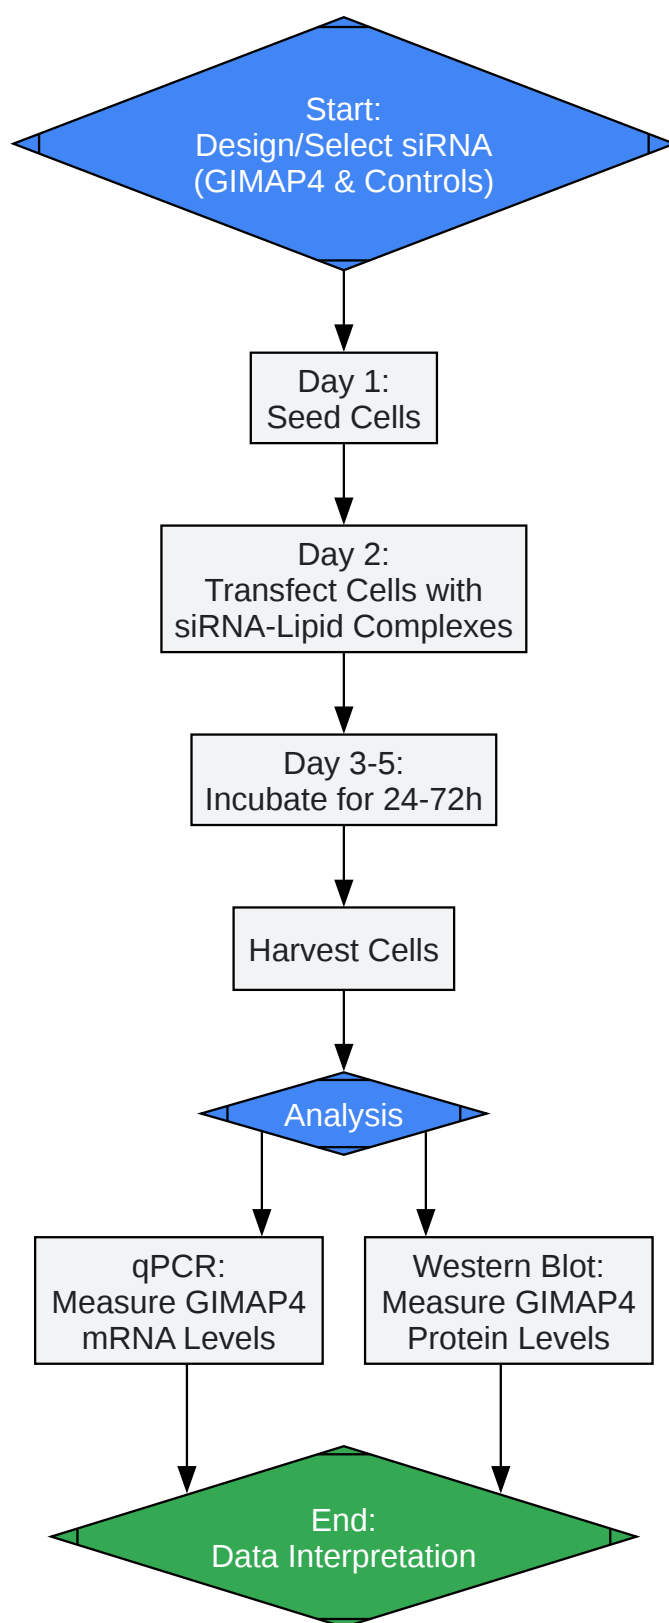 Start:
Design/Select siRNA
(GIMAP4 & Controls)
Day 1:
Seed Cells
Day 2:
Transfect Cells with
siRNA-Lipid Complexes
Day 3-5:
Incubate for 24-72h
Harvest Cells
Analysis
qPCR:
Measure GIMAP4
mRNA Levels
Western Blot:
Measure GIMAP4
Protein Levels
End:
Data Interpretation